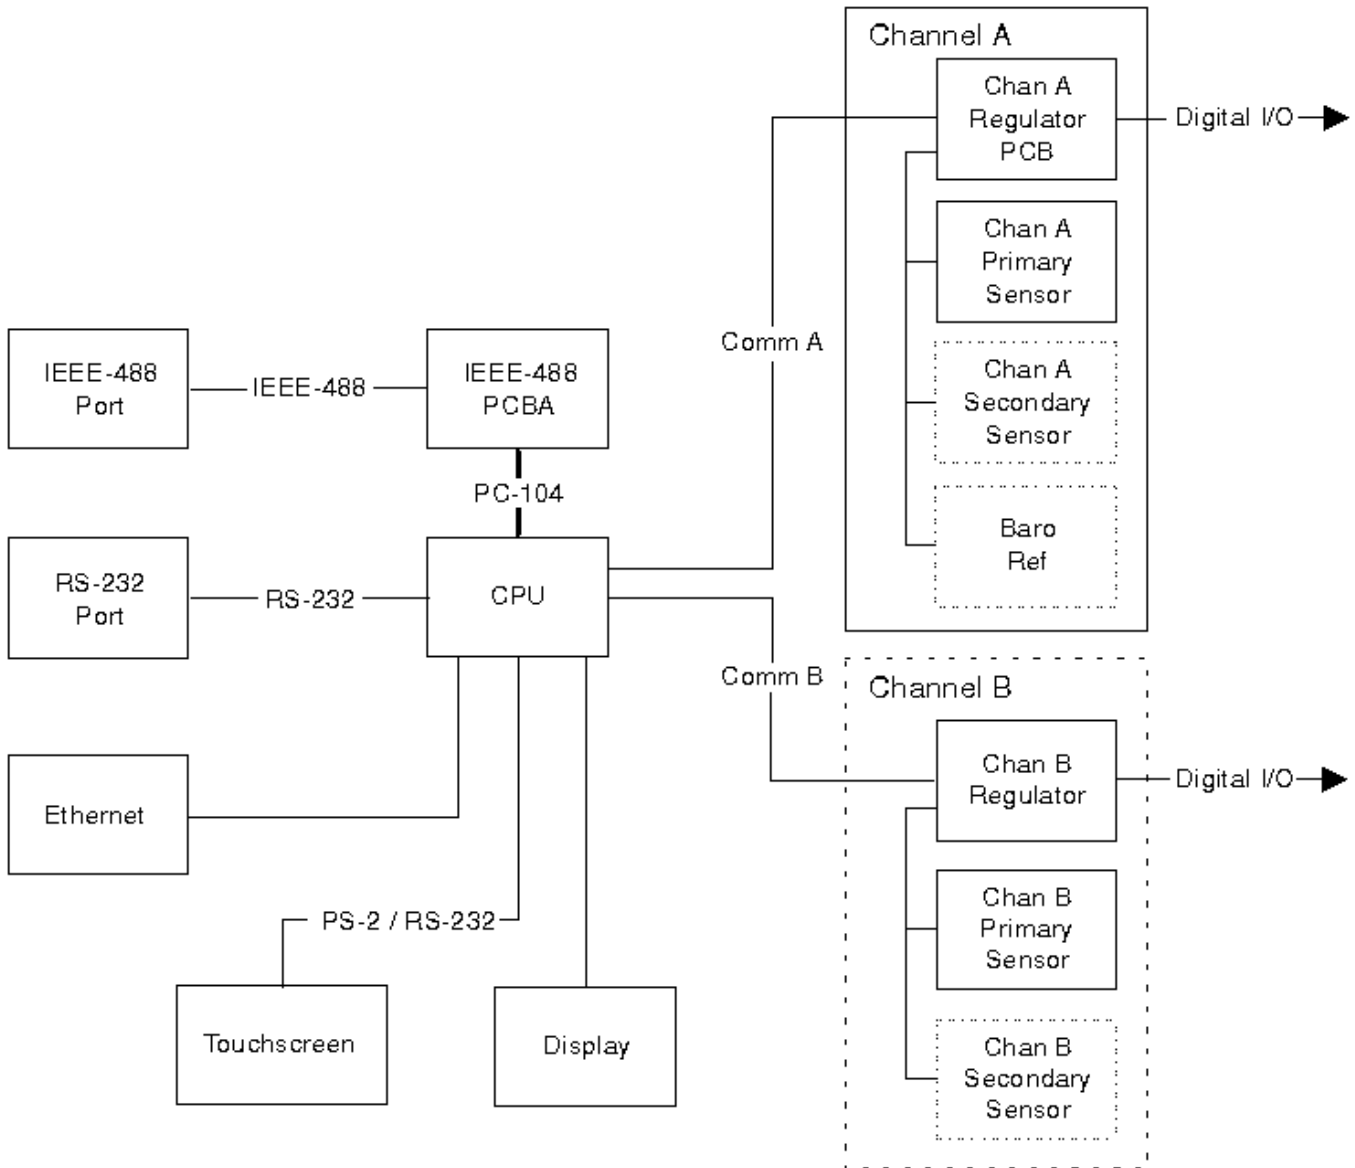 Channel A
Chan A
Regulator
PCB
Digital I/O
Chan A
Primary
Sensor
Comm A
Chan A
Secondary
Sensor
IEEE-488
Port
IEEE-488
IEEE-488
PCBA
PC-104
Baro
Ref
RS-232
Port
RS-232
CPU
Comm B
Channel B
Chan B
Regulator
Digital I/O
Ethernet
Chan B
Primary
Sensor
PS-2 / RS-232
Touchscreen
Display
Chan B
Secondary
Sensor